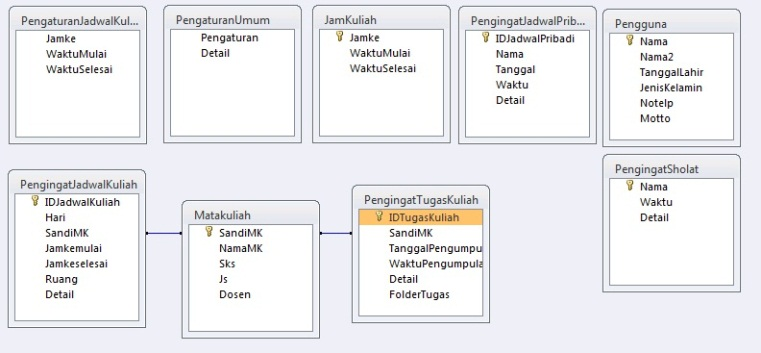 PengaturanJadwalKul...
Jamke
WaktuMulai
WaktuSelesai
PengaturanUmum
Pengaturan
Detail
JamKuliah
Jamke
WaktuMulai
WaktuSelesai
PengingatJadwalPrib...
IDJadwalPribadi
Nama
Tanggal
Waktu
Detail
Pengguna
Nama
Nama2
TanggalLahir
JenisKelamin
Notelp
Motto
PengingatJadwalKuliah
IDJadwalKuliah
Hari
SandiMK
Jamkemulai
Jamkeselesai
Ruang
Detail
Matakuliah
SandiMK
NamaMK
Sks
Js
Dosen
PengingatTugasKuliah
IDTugasKuliah
SandiMK
TanggalPengumpu
WaktuPengumpula
Detail
FolderTugas
PengingatSholat
Nama
Waktu
Detail